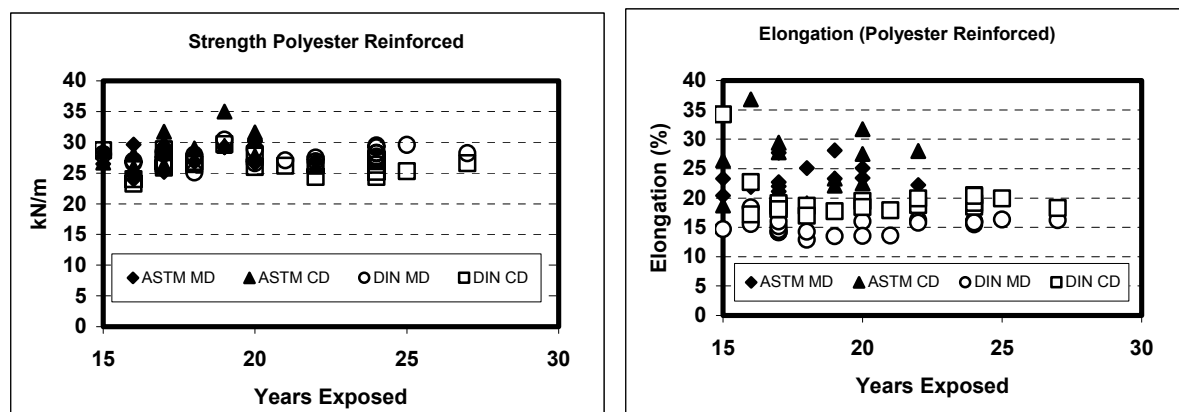 Strength Polyester Reinforced
40
35
30
25
20
15
10
5
0
kN/m
ASTM MD ASTM CD DIN MD DIN CD
15 20 25 30
Years Exposed
Elongation (Polyester Reinforced)
40
35
30
25
20
15
10
5
0
Elongation (%)
ASTM MD ASTM CD DIN MD DIN CD
15 20 25 30
Years Exposed